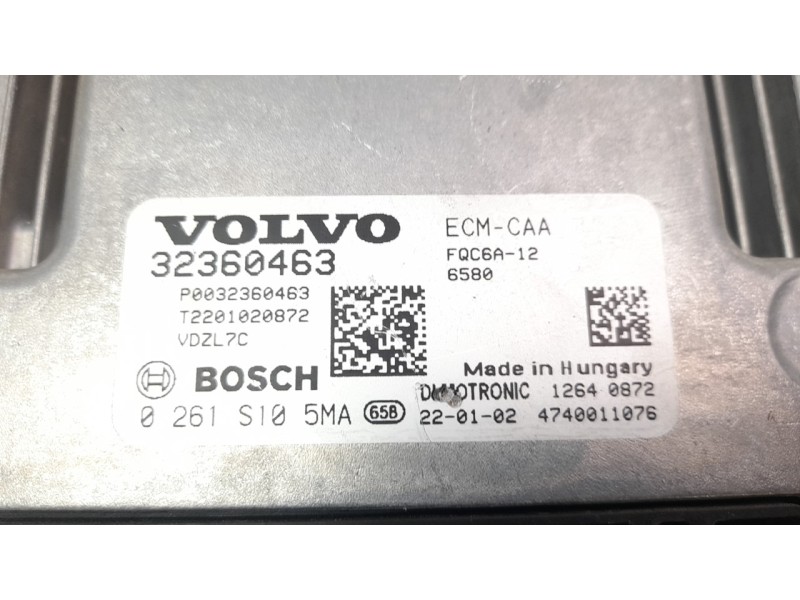 VOLVO
32360463
P0032360463
T2201020872
VDZL7C
BOSCH
0 261 S10 5MA 65B
ECM-CAA
FQC6A-12
6580
Made in Hungary
1264 0872
22-01-02 4740011076